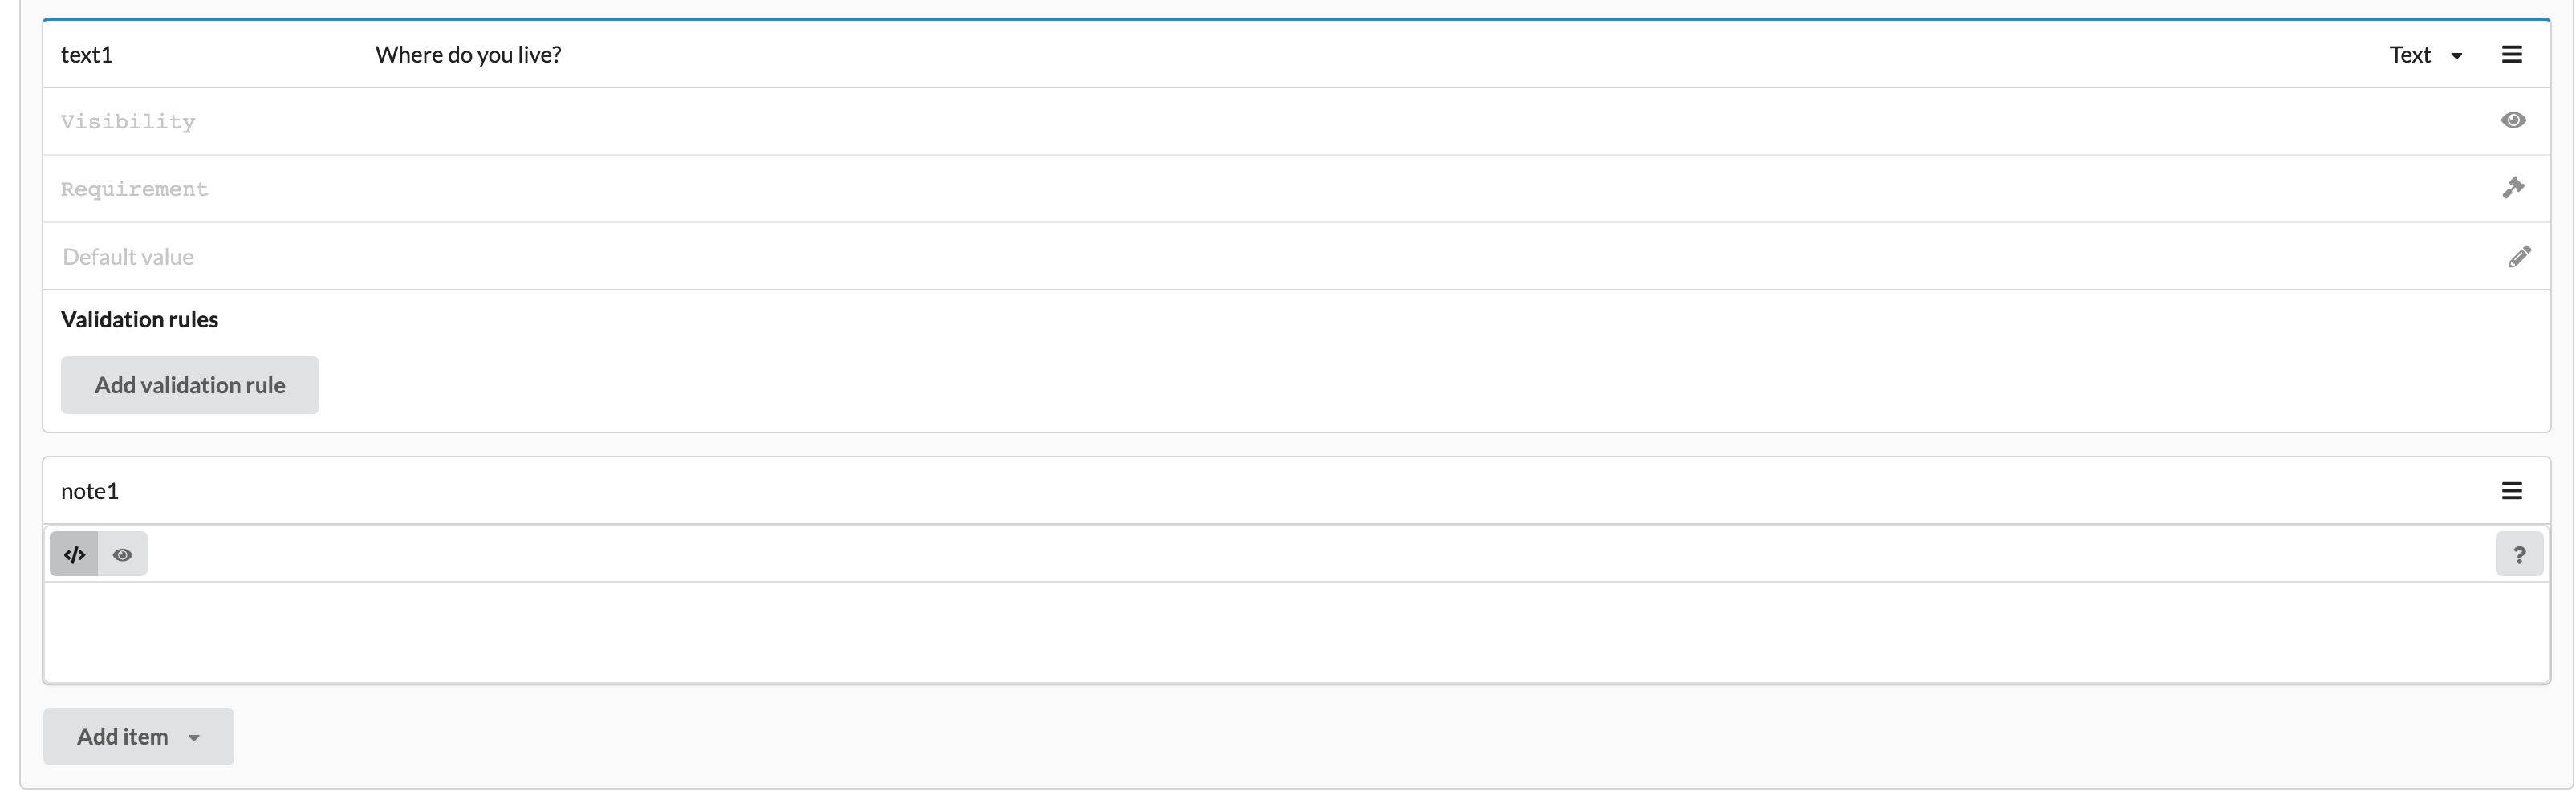 text1 Where do you live? Text
Visibility
Requirement
Default value
Validation rules
Add validation rule
note1
</> ?
Add item